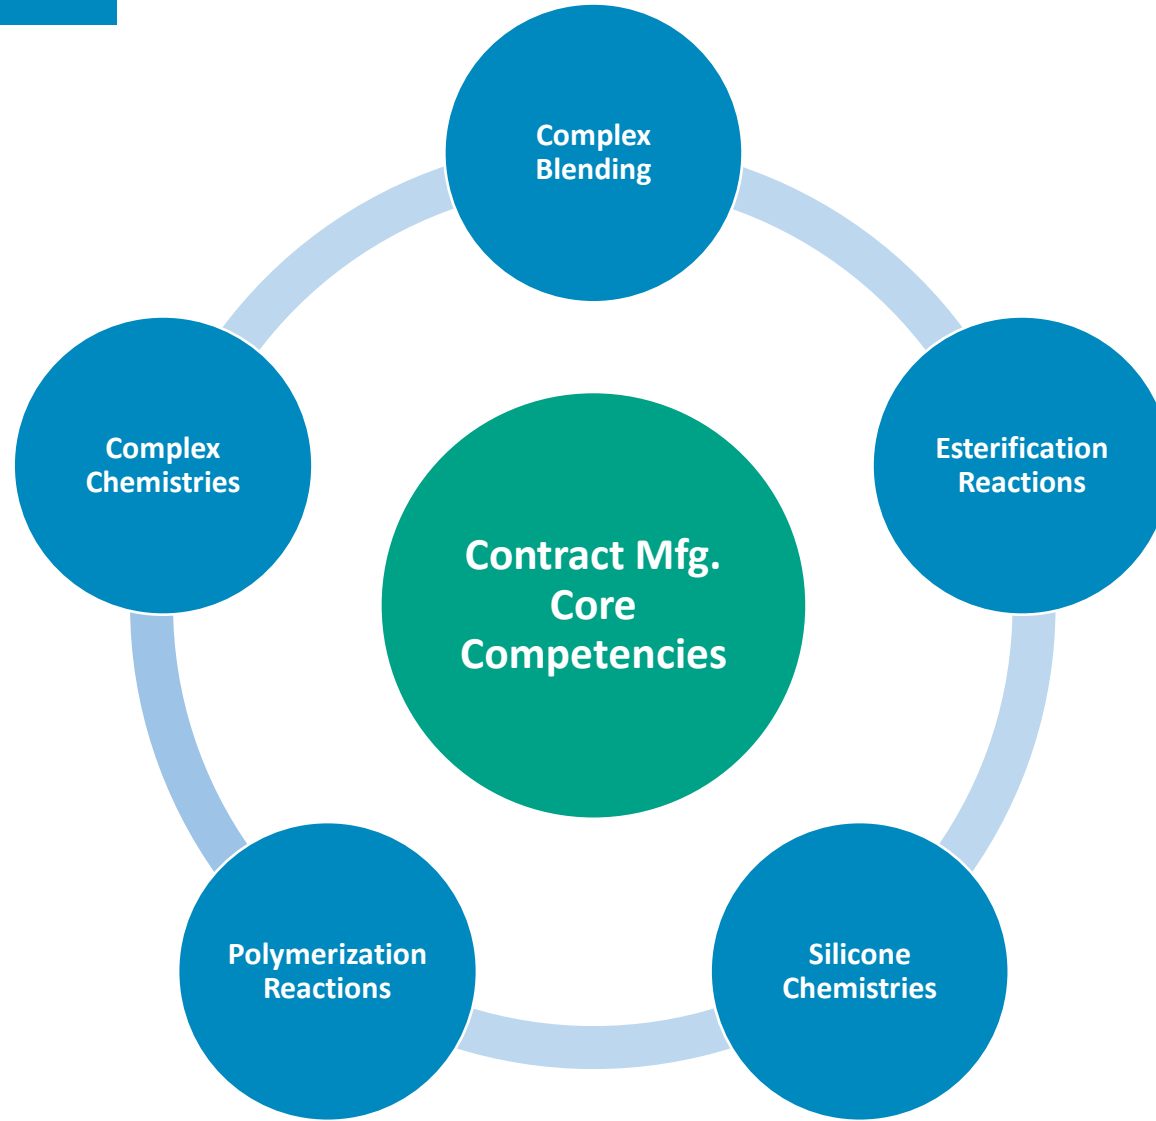 Complex
Blending
Complex
Chemistries
Esterification
Reactions
Contract Mfg.
Core
Competencies
Polymerization
Reactions
Silicone
Chemistries